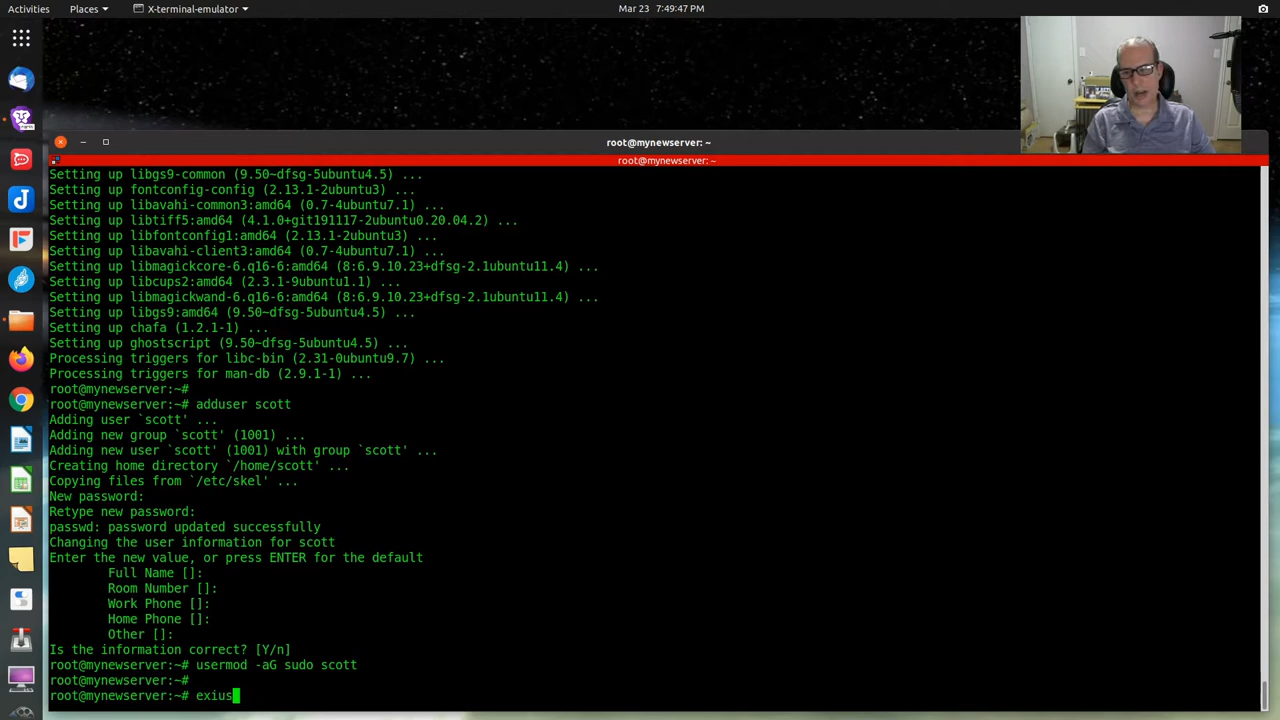 Activities Places X-terminal-emulator Mar 23 7:49:47 PM
root@mynewserver: ~
root@mynewserver: ~
Setting up libgs9-common (9.50~dfsg-5ubuntu4.5) ...
Setting up fontconfig-config (2.13.1-2ubuntu3) ...
Setting up libavahi-common3:amd64 (0.7-4ubuntu7.1) ...
Setting up libtiff5:amd64 (4.1.0+git191117-2ubuntu0.20.04.2) ...
Setting up libfontconfig1:amd64 (2.13.1-2ubuntu3) ...
Setting up libavahi-client3:amd64 (0.7-4ubuntu7.1) ...
Setting up libmagickcore-6.q16-6:amd64 (8:6.9.10.23+dfsg-2.1ubuntu11.4) ...
Setting up libcups2:amd64 (2.3.1-9ubuntu1.1) ...
Setting up libmagickwand-6.q16-6:amd64 (8:6.9.10.23+dfsg-2.1ubuntu11.4) ...
Setting up libgs9:amd64 (9.50~dfsg-5ubuntu4.5) ...
Setting up chafa (1.2.1-1) ...
Setting up ghostscript (9.50~dfsg-5ubuntu4.5) ...
Processing triggers for libc-bin (2.31-0ubuntu9.7) ...
Processing triggers for man-db (2.9.1-1) ...
root@mynewserver:~#
root@mynewserver:~# adduser scott
Adding user `scott' ...
Adding new group `scott' (1001) ...
Adding new user `scott' (1001) with group `scott' ...
Creating home directory `/home/scott' ...
Copying files from `/etc/skel' ...
New password:
Retype new password:
passwd: password updated successfully
Changing the user information for scott
Enter the new value, or press ENTER for the default
Full Name []:
Room Number []:
Work Phone []:
Home Phone []:
Other []:
Is the information correct? [Y/n]
root@mynewserver:~# usermod -aG sudo scott
root@mynewserver:~#
root@mynewserver:~# exius